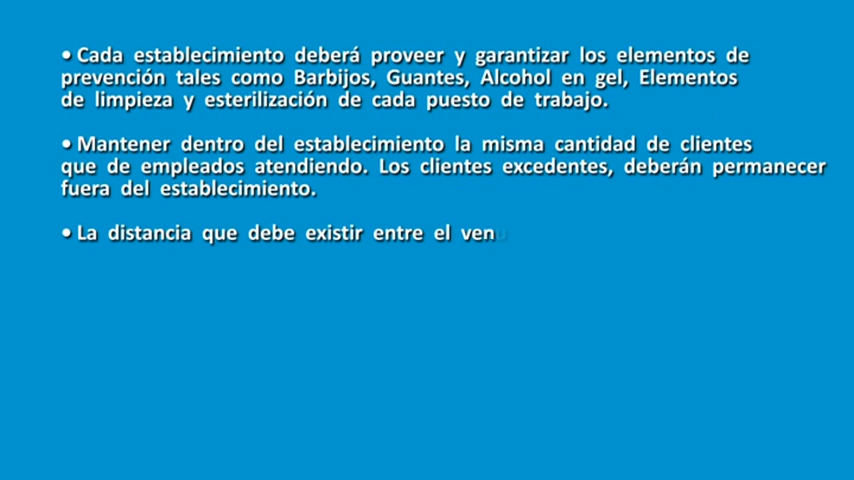 • Cada establecimiento deberá proveer y garantizar los elementos de
prevención tales como Barbijos, Guantes, Alcohol en gel, Elementos
de limpieza y esterilización de cada puesto de trabajo.
• Mantener dentro del establecimiento la misma cantidad de clientes
que de empleados atendiendo. Los clientes excedentes, deberán permanecer
fuera del establecimiento.
• La distancia que debe existir entre el ven